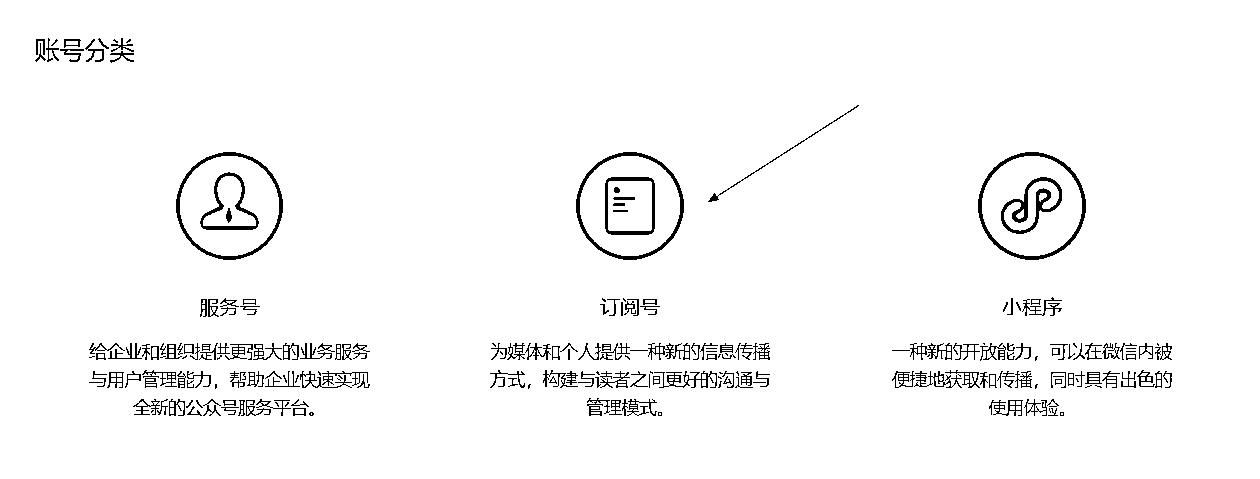 账号分类
服务号
给企业和组织提供更强大的业务服务
与用户管理能力，帮助企业快速实现
全新的公众号服务平台。
订阅号
为媒体和个人提供一种新的信息传播
方式，构建与读者之间更好的沟通与
管理模式。
小程序
一种新的开放能力，可以在微信内被
便捷地获取和传播，同时具有出色的
使用体验。